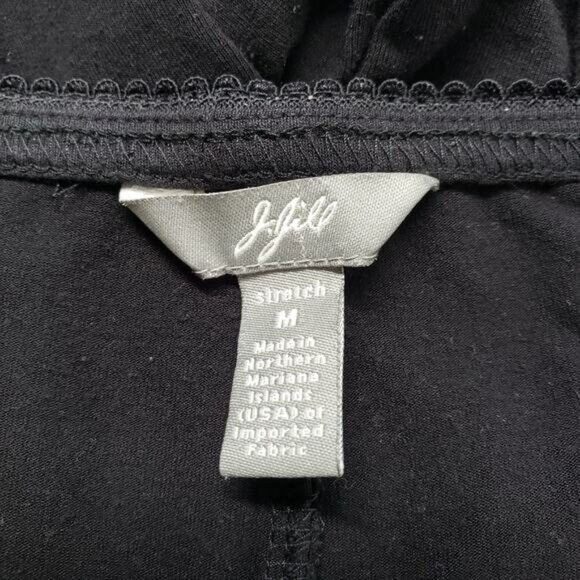 J.Jill
stretch
M
Made in
Northern
Mariana
Islands
(USA) of
Imported
Fabric